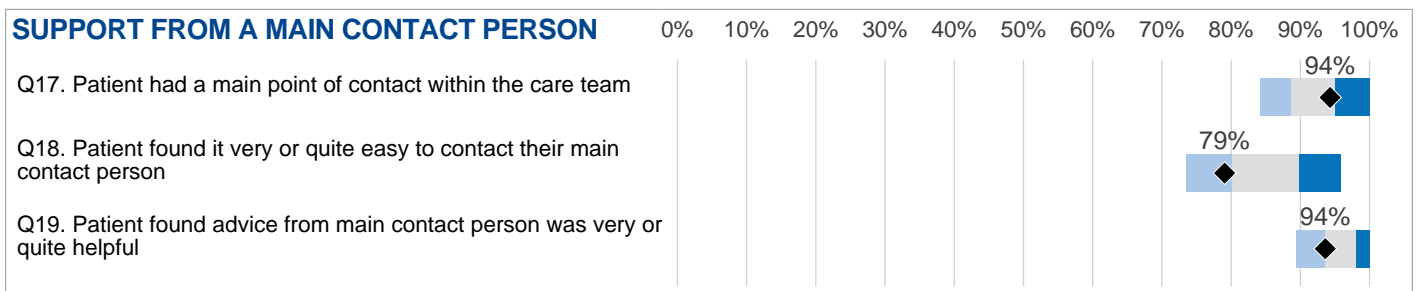 SUPPORT FROM A MAIN CONTACT PERSON 0% 10% 20% 30% 40% 50% 60% 70% 80% 90% 100%
Q17. Patient had a main point of contact within the care team
94%
Q18. Patient found it very or quite easy to contact their main
contact person
79%
Q19. Patient found advice from main contact person was very or
quite helpful
94%